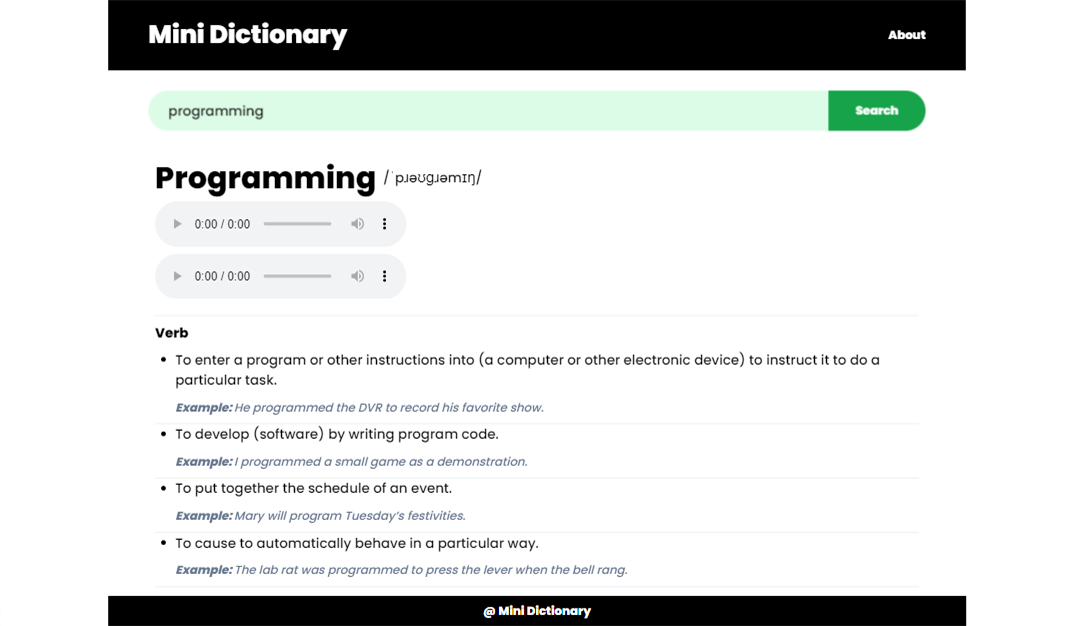 Mini Dictionary
About
programming
Search
Programming /ˈpɹəʊɡɹəmɪŋ/
0:00 / 0:00
0:00 / 0:00
Verb
• To enter a program or other instructions into (a computer or other electronic device) to instruct it to do a
particular task.
Example: He programmed the DVR to record his favorite show.
• To develop (software) by writing program code.
Example: I programmed a small game as a demonstration.
• To put together the schedule of an event.
Example: Mary will program Tuesday’s festivities.
• To cause to automatically behave in a particular way.
Example: The lab rat was programmed to press the lever when the bell rang.
@ Mini Dictionary